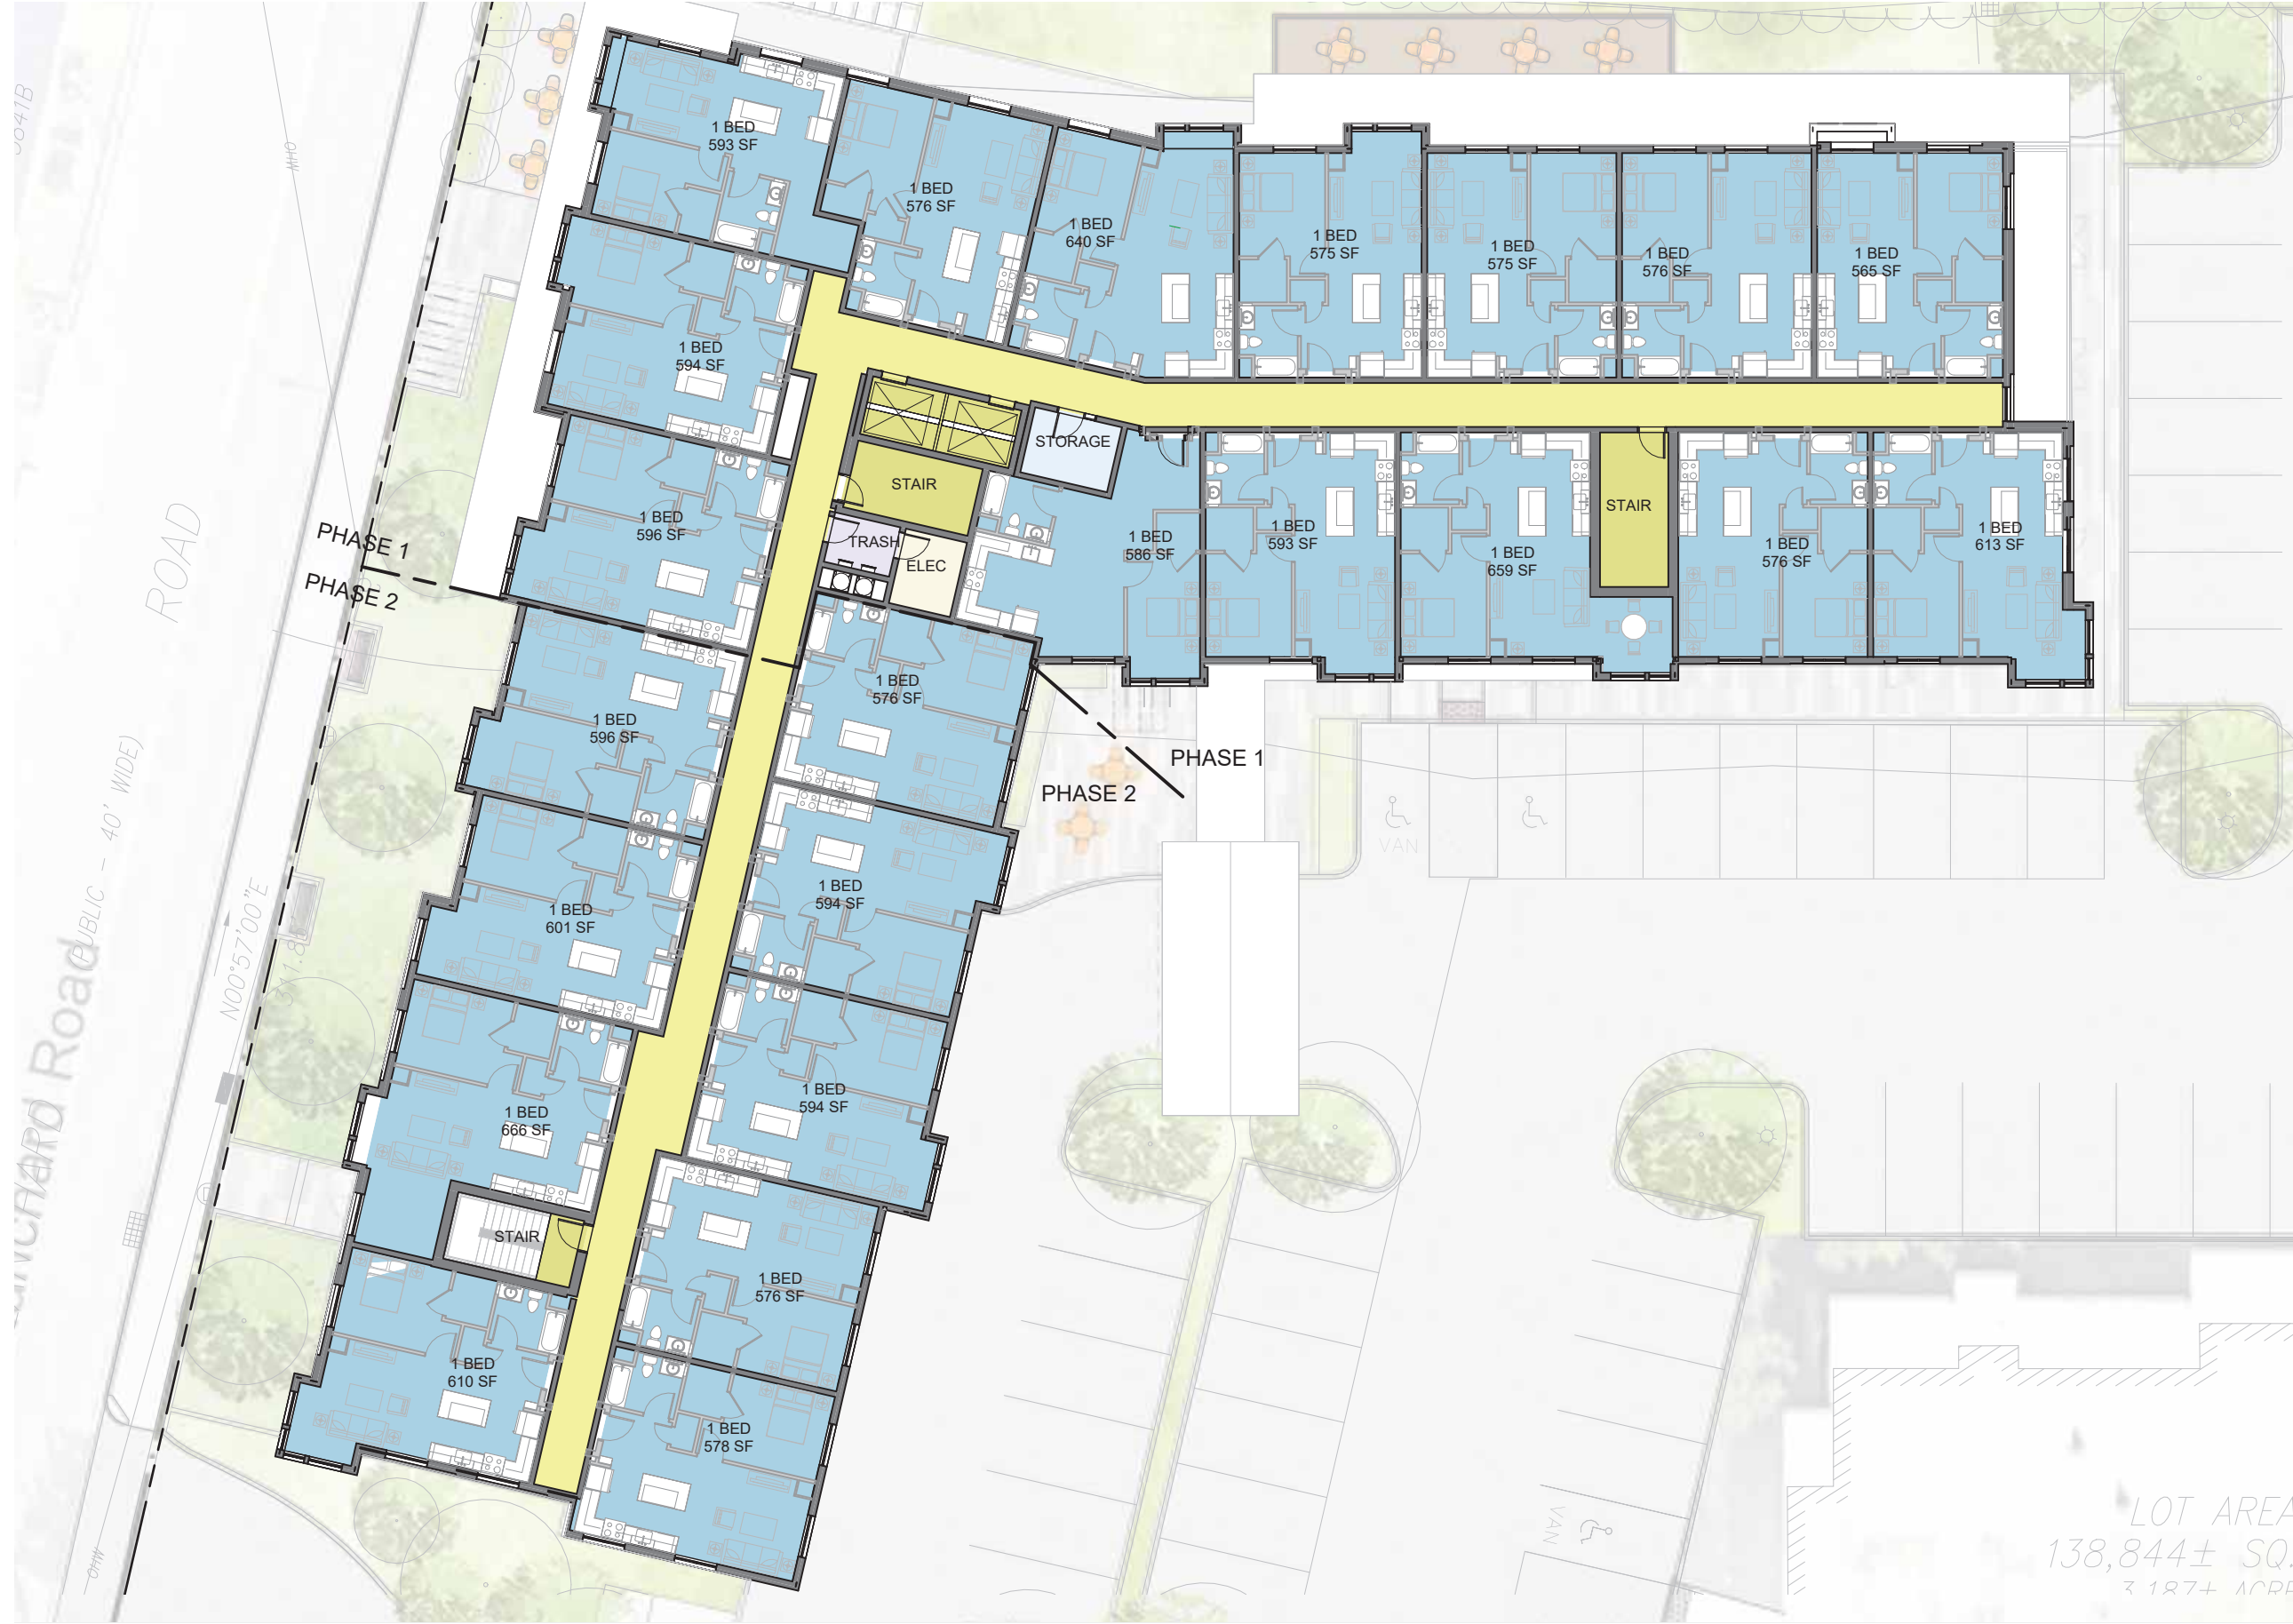 OHW
1 BED
593 SF
1 BED
576 SF
1 BED
640 SF
1 BED
575 SF
1 BED
575 SF
1 BED
576 SF
1 BED
565 SF
1 BED
594 SF
STORAGE
STAIR
1 BED
596 SF
TRASH
ELEC
1 BED
586 SF
1 BED
593 SF
1 BED
659 SF
STAIR
1 BED
576 SF
1 BED
613 SF
PHASE 1
PHASE 2
ROAD
(PUBLIC - 40' WIDE)
N00°57'00"E
1 BED
596 SF
1 BED
576 SF
PHASE 1
PHASE 2
VAN
1 BED
601 SF
1 BED
594 SF
1 BED
666 SF
1 BED
594 SF
Road
STAIR
1 BED
576 SF
1 BED
610 SF
1 BED
578 SF
OHW
VAN
LOT AREA
138,844± SQ.
3.187± ACRE